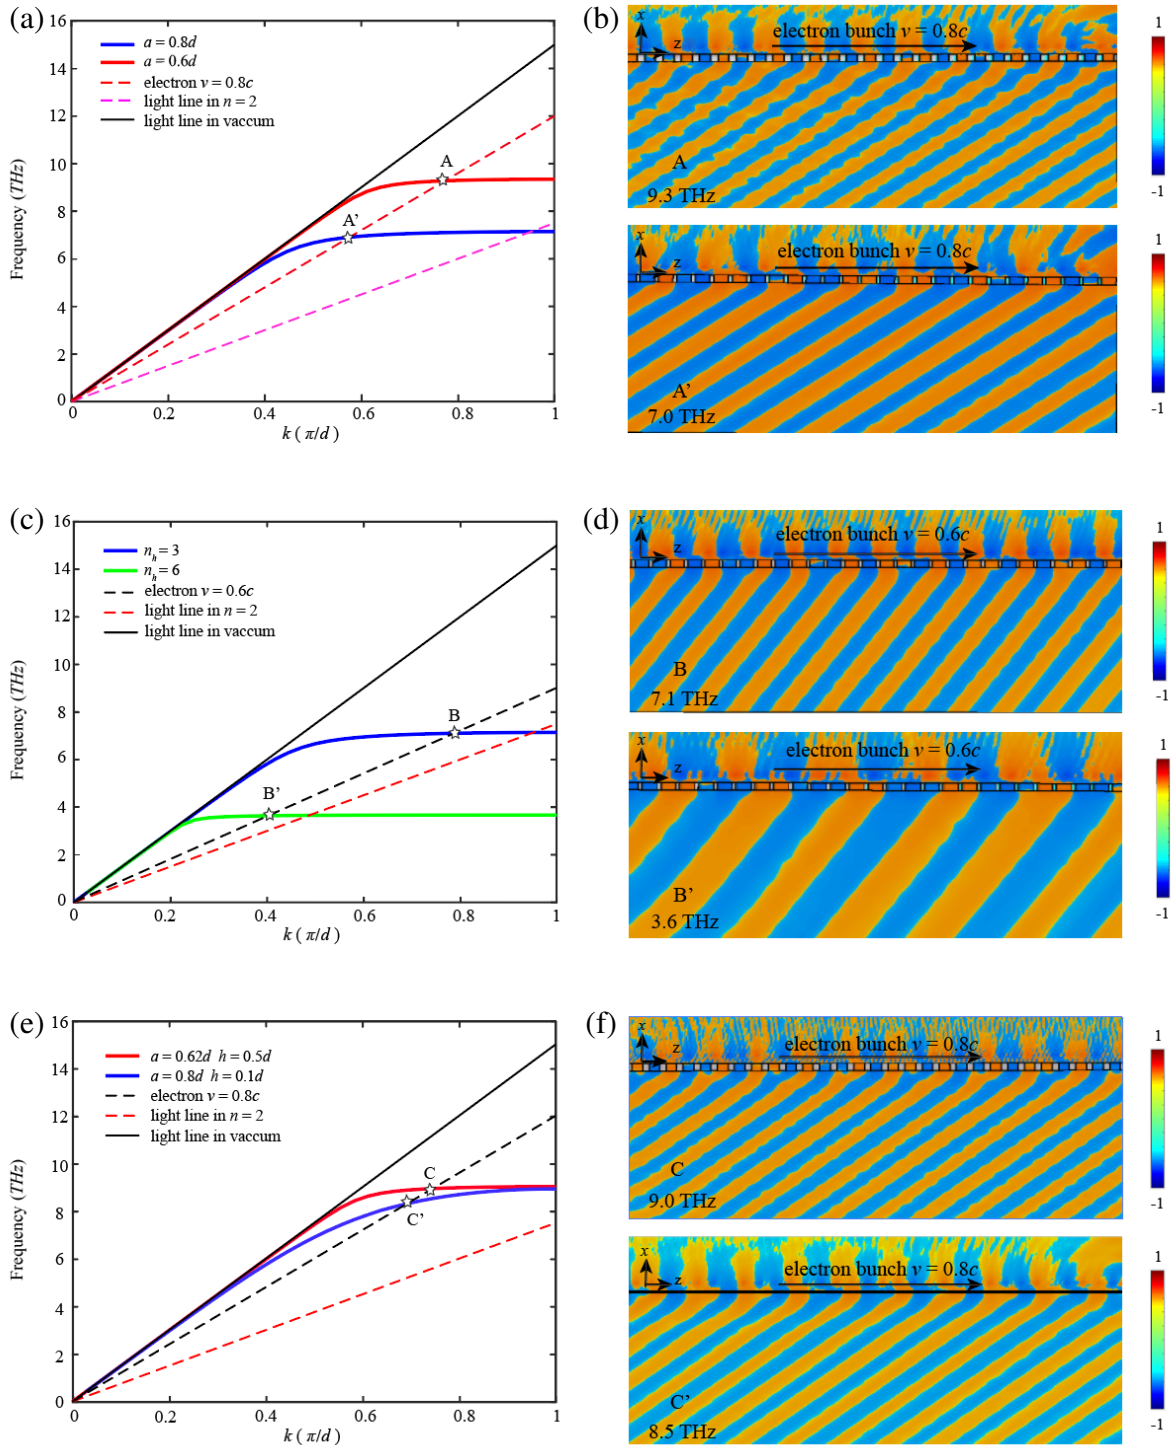 (a)
16
14
12
10
8
6
4
2
0
0
0.2
0.4
0.6
0.8
1
Frequency (THz)
k ( π/d )
a = 0.8d
a = 0.6d
electron v = 0.8c
light line in n = 2
light line in vaccum
A
A’
(b)
x
z
electron bunch v = 0.8c
A
9.3 THz
1
-1
x
z
electron bunch v = 0.8c
A’
7.0 THz
1
-1
(c)
16
14
12
10
8
6
4
2
0
0
0.2
0.4
0.6
0.8
1
Frequency (THz)
k ( π/d )
nh = 3
nh = 6
electron v = 0.6c
light line in n = 2
light line in vaccum
B
B’
(d)
x
z
electron bunch v = 0.6c
B
7.1 THz
1
-1
x
z
electron bunch v = 0.6c
B’
3.6 THz
1
-1
(e)
16
14
12
10
8
6
4
2
0
0
0.2
0.4
0.6
0.8
1
Frequency (THz)
k ( π/d )
a = 0.62d h = 0.5d
a = 0.8d h = 0.1d
electron v = 0.8c
light line in n = 2
light line in vaccum
C
C’
(f)
x
z
electron bunch v = 0.8c
C
9.0 THz
1
-1
x
z
electron bunch v = 0.8c
C’
8.5 THz
1
-1